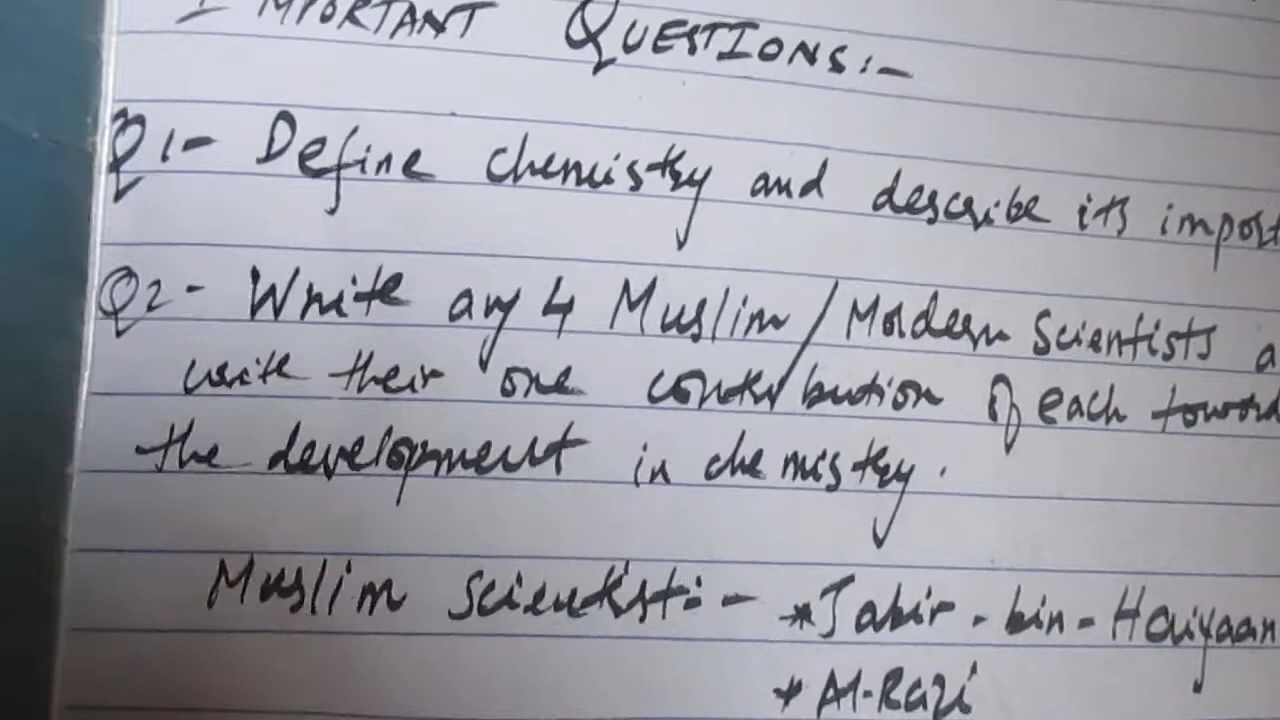 IMPORTANT QUESTIONS:-
Q1- Define chemistry and describe its import
Q2- Write any 4 Muslim/Modern Scientists a
write their one contribution of each toward
the development in chemistry.
Muslim scientist:- *Jabir-bin-Haiyaan
* Al-Razi